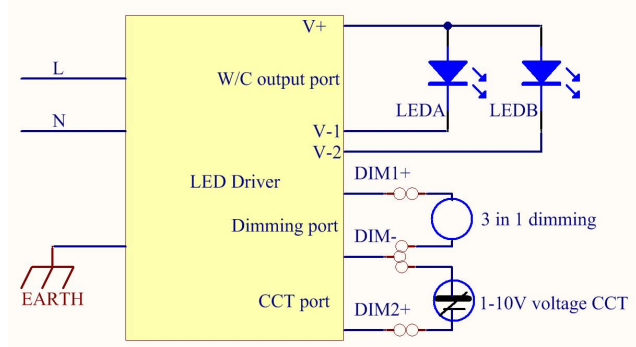 V+
L
W/C output port
LEDA
LEDB
N
V-1
V-2
LED Driver
DIM1+
Dimming port
3 in 1 dimming
DIM-
EARTH
CCT port
1-10V voltage CCT
DIM2+